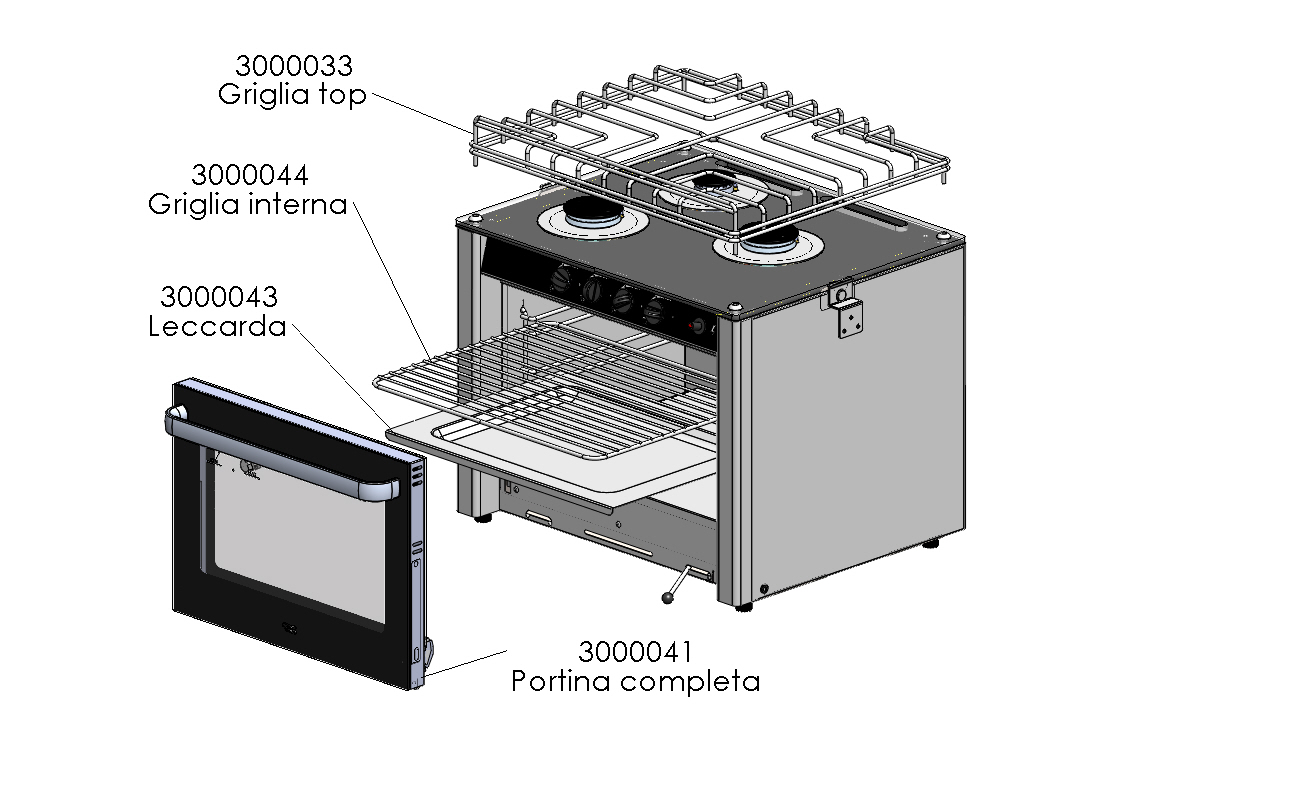 3000033
Griglia top
3000044
Griglia interna
3000043
Leccarda
3000041
Portina completa